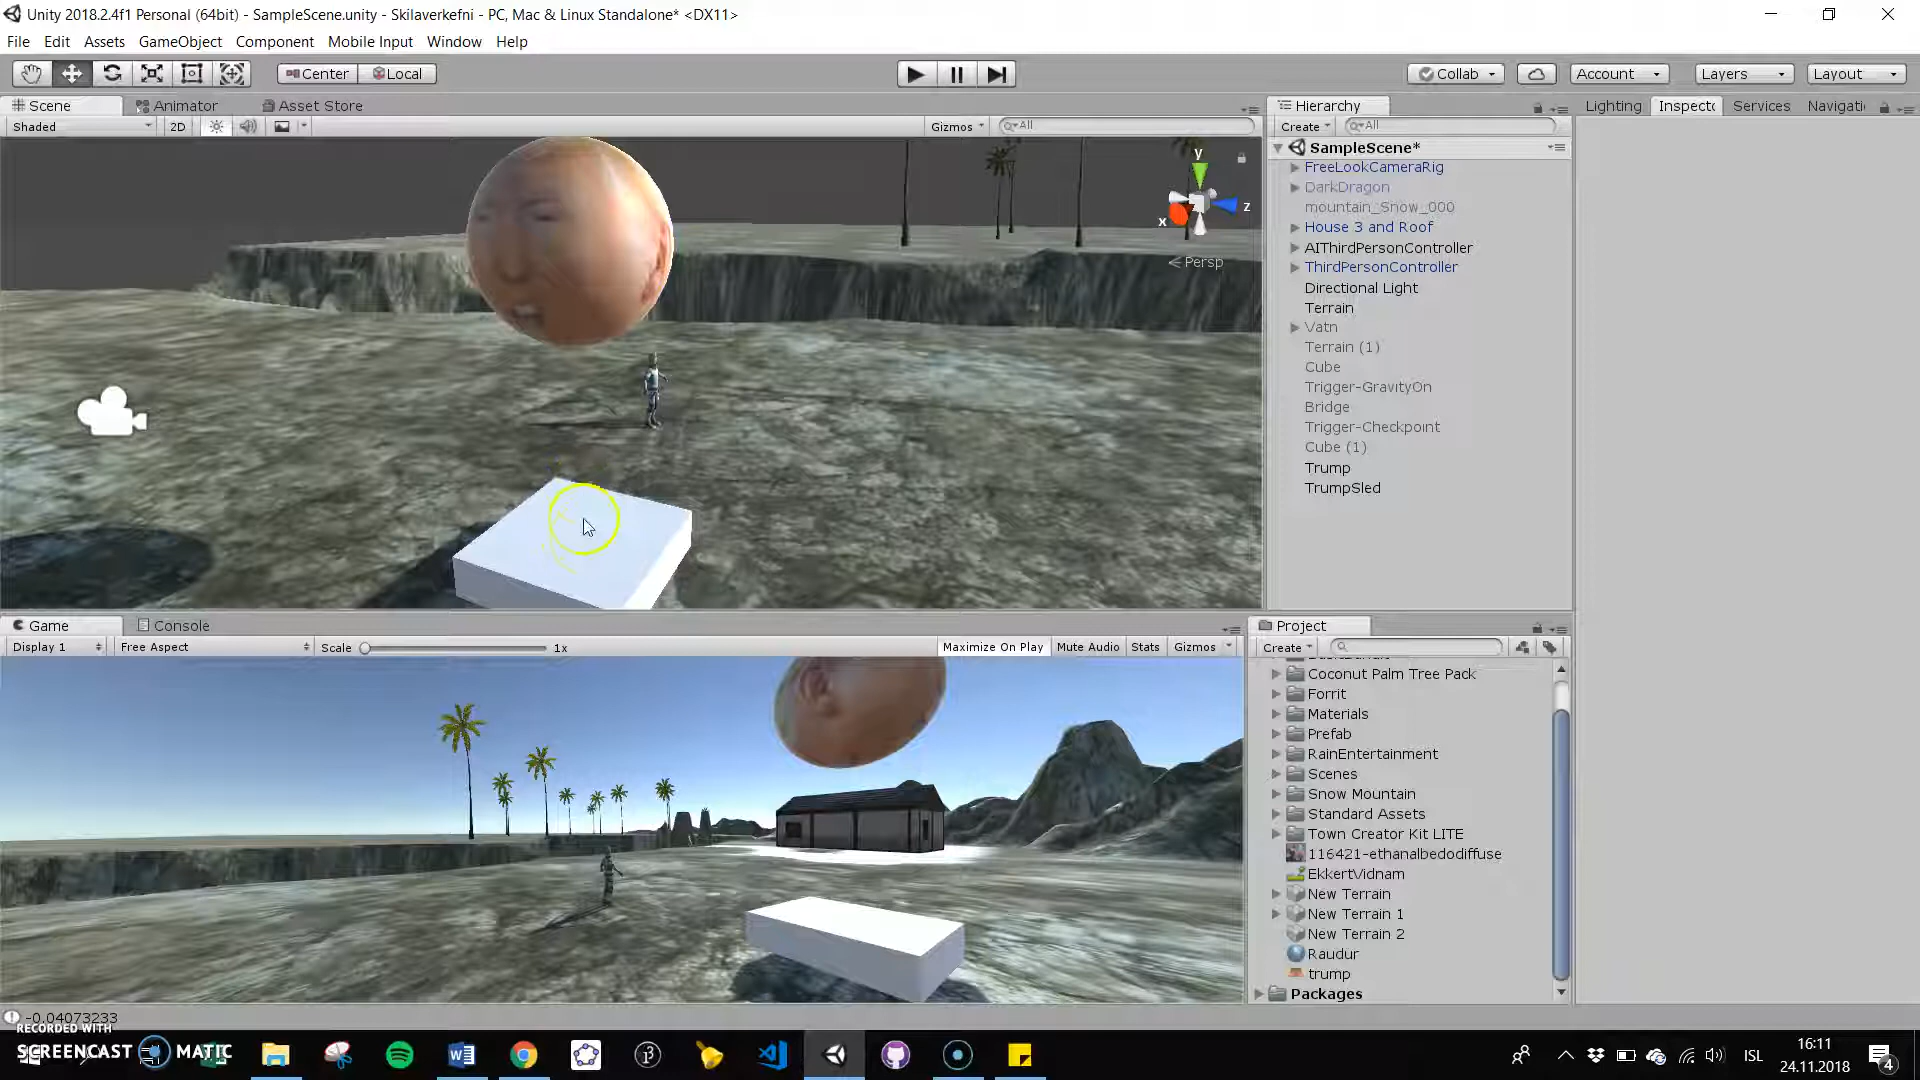 Unity 2018.2.4f1 Personal (64bit) - SampleScene.unity - Skilaverkefni - PC, Mac & Linux Standalone* <DX11>
File Edit Assets GameObject Component Mobile Input Window Help
Center Local Collab Account Layers Layout
Scene Animator Asset Store Hierarchy Lighting Inspecto Services Navigati
Shaded 2D Gizmos All Create All
SampleScene*
FreeLookCameraRig
DarkDragon
mountain_Snow_000
House 3 and Roof
AIThirdPersonController
ThirdPersonController
Directional Light
Terrain
Vatn
Terrain (1)
Cube
Trigger-GravityOn
Bridge
Trigger-Checkpoint
Cube (1)
Trump
TrumpSled
y
x
z
Persp
Game Console Project
Display 1 Free Aspect Scale 1x Maximize On Play Mute Audio Stats Gizmos Create
Coconut Palm Tree Pack
Forrit
Materials
Prefab
RainEntertainment
Scenes
Snow Mountain
Standard Assets
Town Creator Kit LITE
116421-ethanalbedodiffuse
EkkertVidnam
New Terrain
New Terrain 1
New Terrain 2
Raudur
trump
Packages
-0.04073233
RECORDED WITH
SCREENCAST MATIC
ISL
16:11
24.11.2018
4